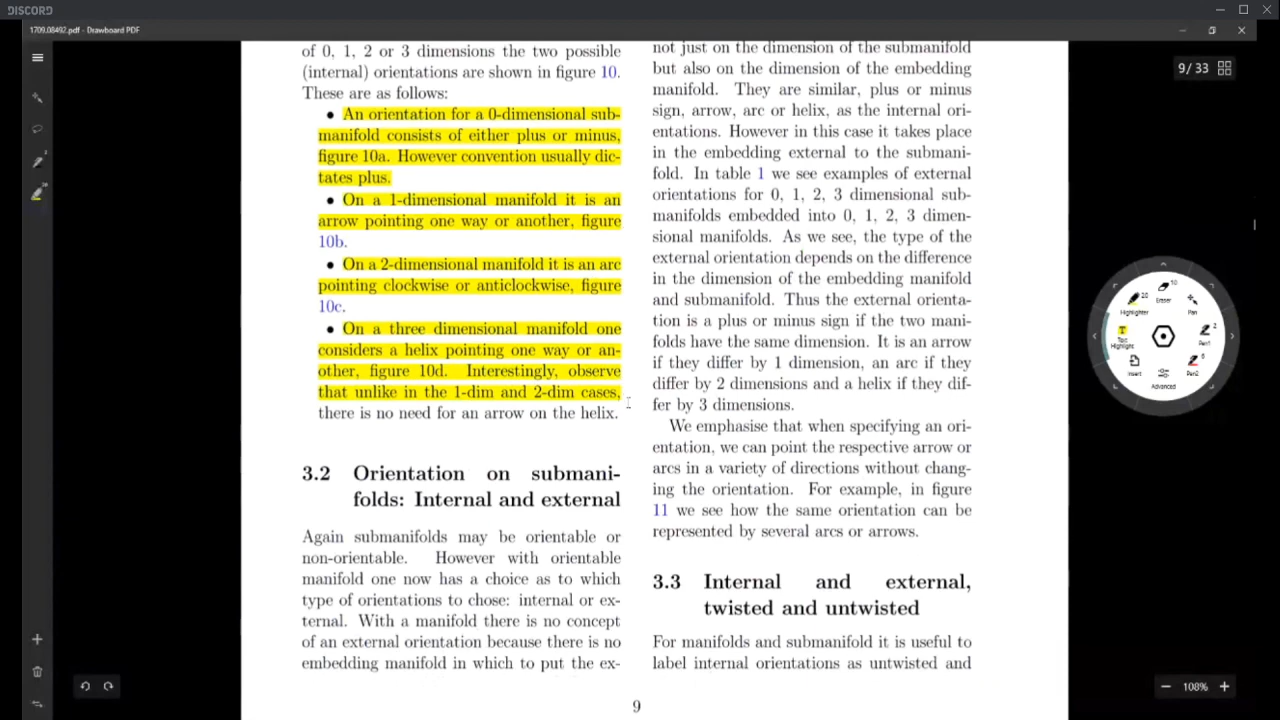 DISCORD
1709.08492.pdf - Drawboard PDF
9/ 33
of 0, 1, 2 or 3 dimensions the two possible
(internal) orientations are shown in figure 10.
These are as follows:
• An orientation for a 0-dimensional sub-
manifold consists of either plus or minus,
figure 10a. However convention usually dic-
tates plus.
• On a 1-dimensional manifold it is an
arrow pointing one way or another, figure
10b.
• On a 2-dimensional manifold it is an arc
pointing clockwise or anticlockwise, figure
10c.
• On a three dimensional manifold one
considers a helix pointing one way or an-
other, figure 10d. Interestingly, observe
that unlike in the 1-dim and 2-dim cases,
there is no need for an arrow on the helix.
3.2 Orientation on submani-
folds: Internal and external
Again submanifolds may be orientable or
non-orientable. However with orientable
manifold one now has a choice as to which
type of orientations to chose: internal or ex-
ternal. With a manifold there is no concept
of an external orientation because there is no
embedding manifold in which to put the ex-
not just on the dimension of the submanifold
but also on the dimension of the embedding
manifold. They are similar, plus or minus
sign, arrow, arc or helix, as the internal ori-
entations. However in this case it takes place
in the embedding external to the submani-
fold. In table 1 we see examples of external
orientations for 0, 1, 2, 3 dimensional sub-
manifolds embedded into 0, 1, 2, 3 dimen-
sional manifolds. As we see, the type of the
external orientation depends on the difference
in the dimension of the embedding manifold
and submanifold. Thus the external orienta-
tion is a plus or minus sign if the two mani-
folds have the same dimension. It is an arrow
if they differ by 1 dimension, an arc if they
differ by 2 dimensions and a helix if they dif-
fer by 3 dimensions.
We emphasise that when specifying an ori-
entation, we can point the respective arrow or
arcs in a variety of directions without chang-
ing the orientation. For example, in figure
11 we see how the same orientation can be
represented by several arcs or arrows.
3.3 Internal and external,
twisted and untwisted
For manifolds and submanifold it is useful to
label internal orientations as untwisted and
9
Eraser
Highlighter
Pan
Text
Highlight
Pen1
Insert
Pen2
Advanced
108%